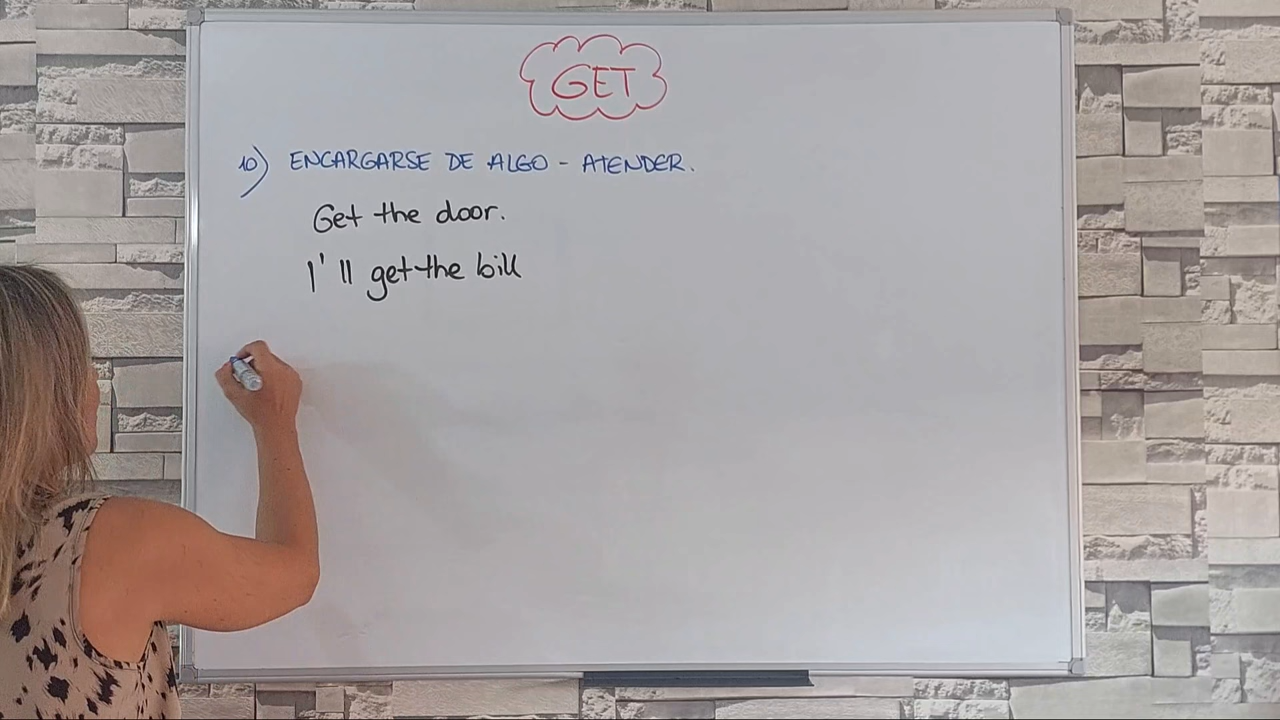 GET
10) ENCARGARSE DE ALGO - ATENDER.
Get the door.
I'll get the bill